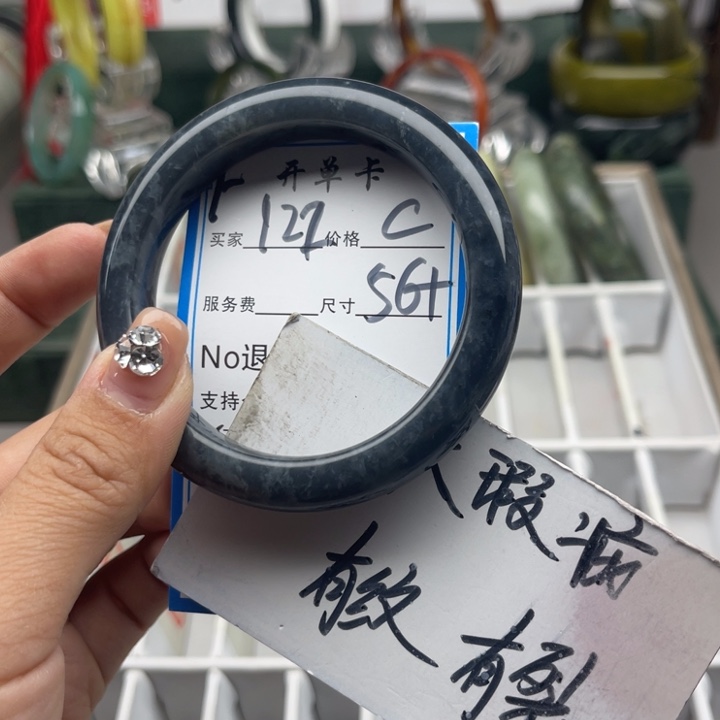 开单卡
买家 127 价格 C
服务费 尺寸 56+
No退
支持
瑕疵
有纹
有裂